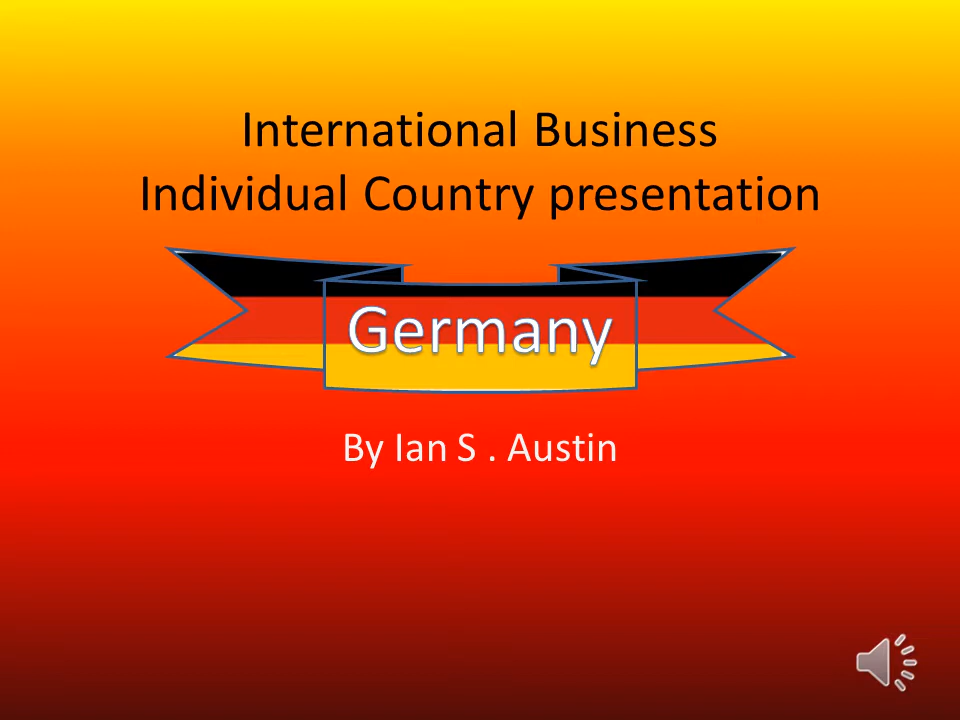 International Business
Individual Country presentation
Germany
By Ian S . Austin